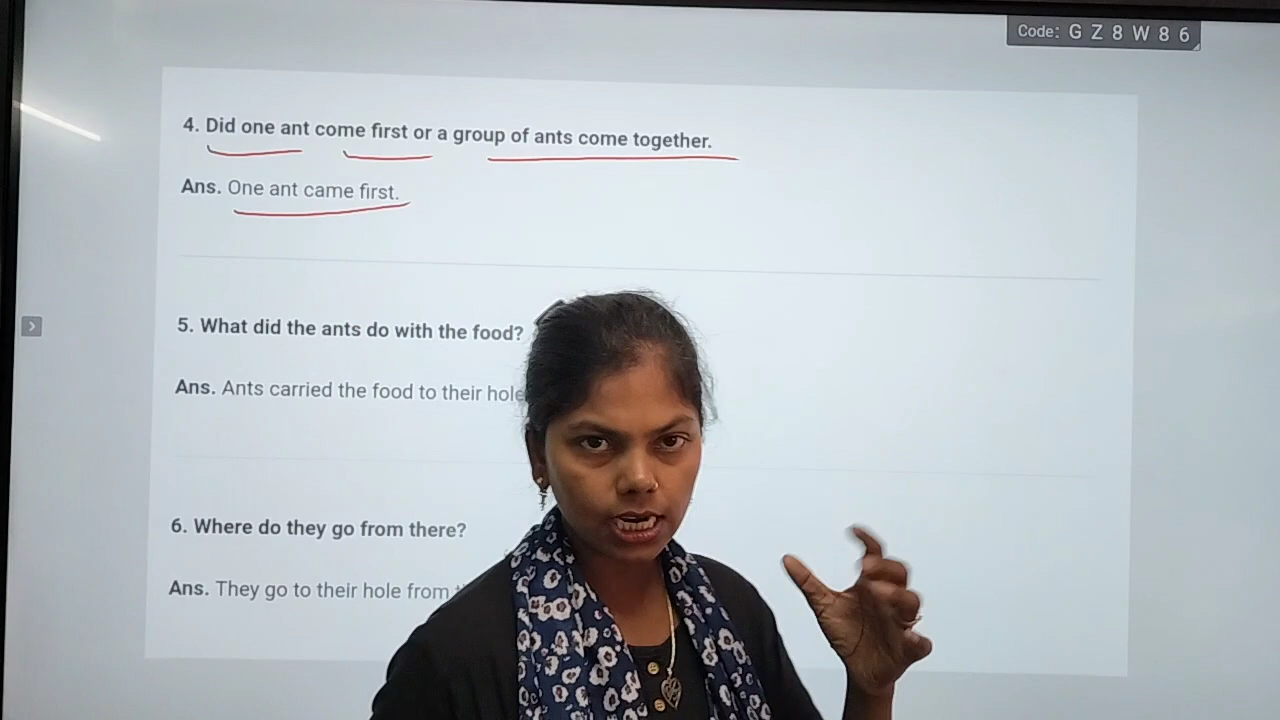 Code: G Z 8 W 8 6
4. Did one ant come first or a group of ants come together.
Ans. One ant came first.
5. What did the ants do with the food?
Ans. Ants carried the food to their hole
6. Where do they go from there?
Ans. They go to their hole from